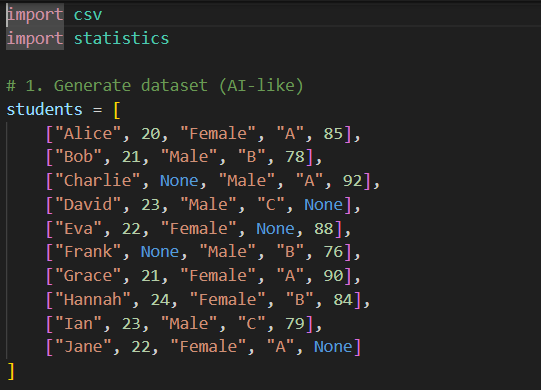 import csv
import statistics
# 1. Generate dataset (AI-like)
students = [
    ["Alice", 20, "Female", "A", 85],
    ["Bob", 21, "Male", "B", 78],
    ["Charlie", None, "Male", "A", 92],
    ["David", 23, "Male", "C", None],
    ["Eva", 22, "Female", None, 88],
    ["Frank", None, "Male", "B", 76],
    ["Grace", 21, "Female", "A", 90],
    ["Hannah", 24, "Female", "B", 84],
    ["Ian", 23, "Male", "C", 79],
    ["Jane", 22, "Female", "A", None]
]